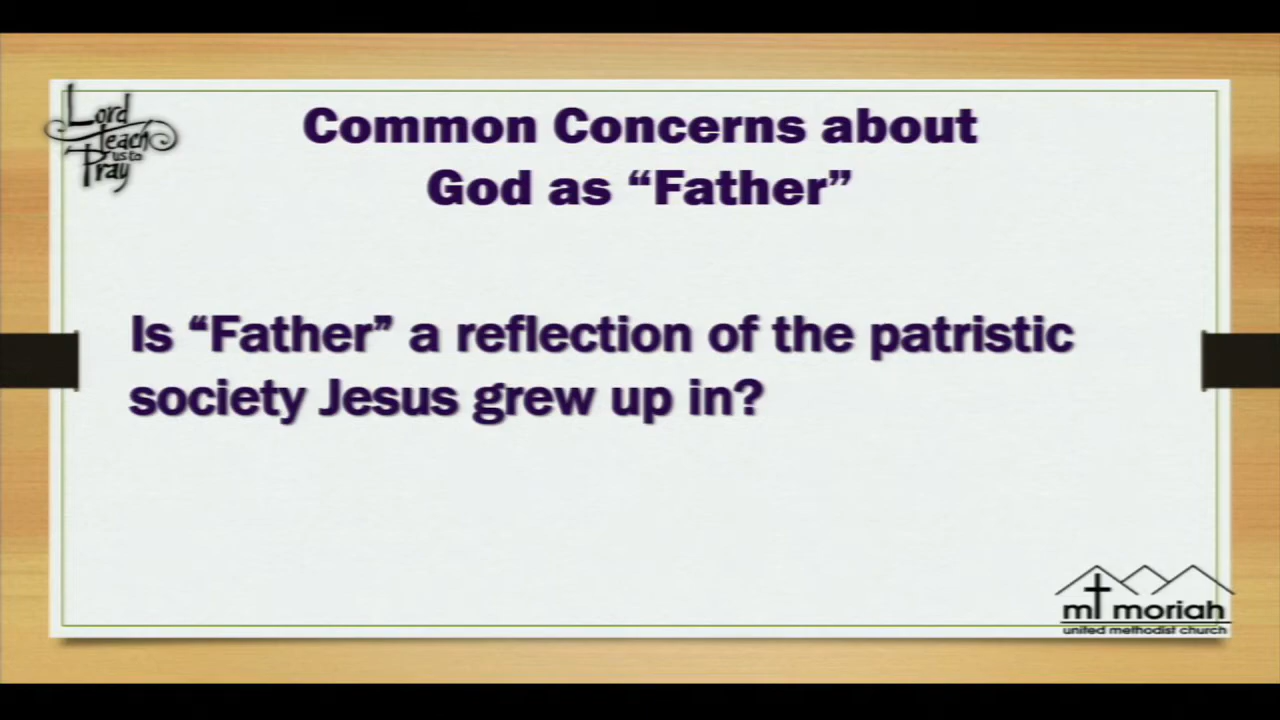 Lord
teach
us to
Pray
Common Concerns about
God as “Father”
Is “Father” a reflection of the patristic
society Jesus grew up in?
mt moriah
united methodist church